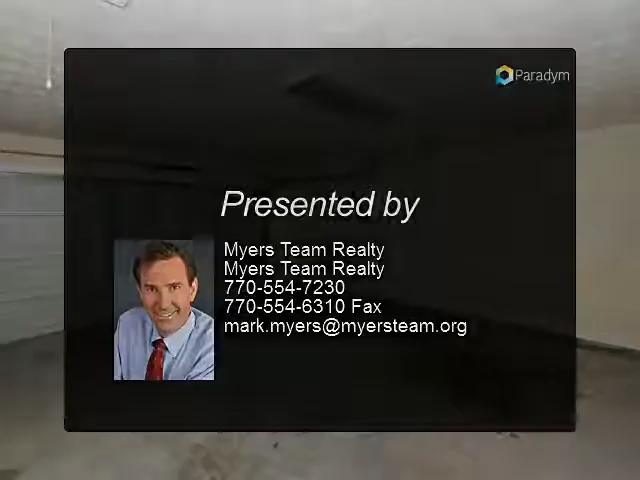 Paradym
Presented by
Myers Team Realty
Myers Team Realty
770-554-7230
770-554-6310 Fax
mark.myers@myersteam.org